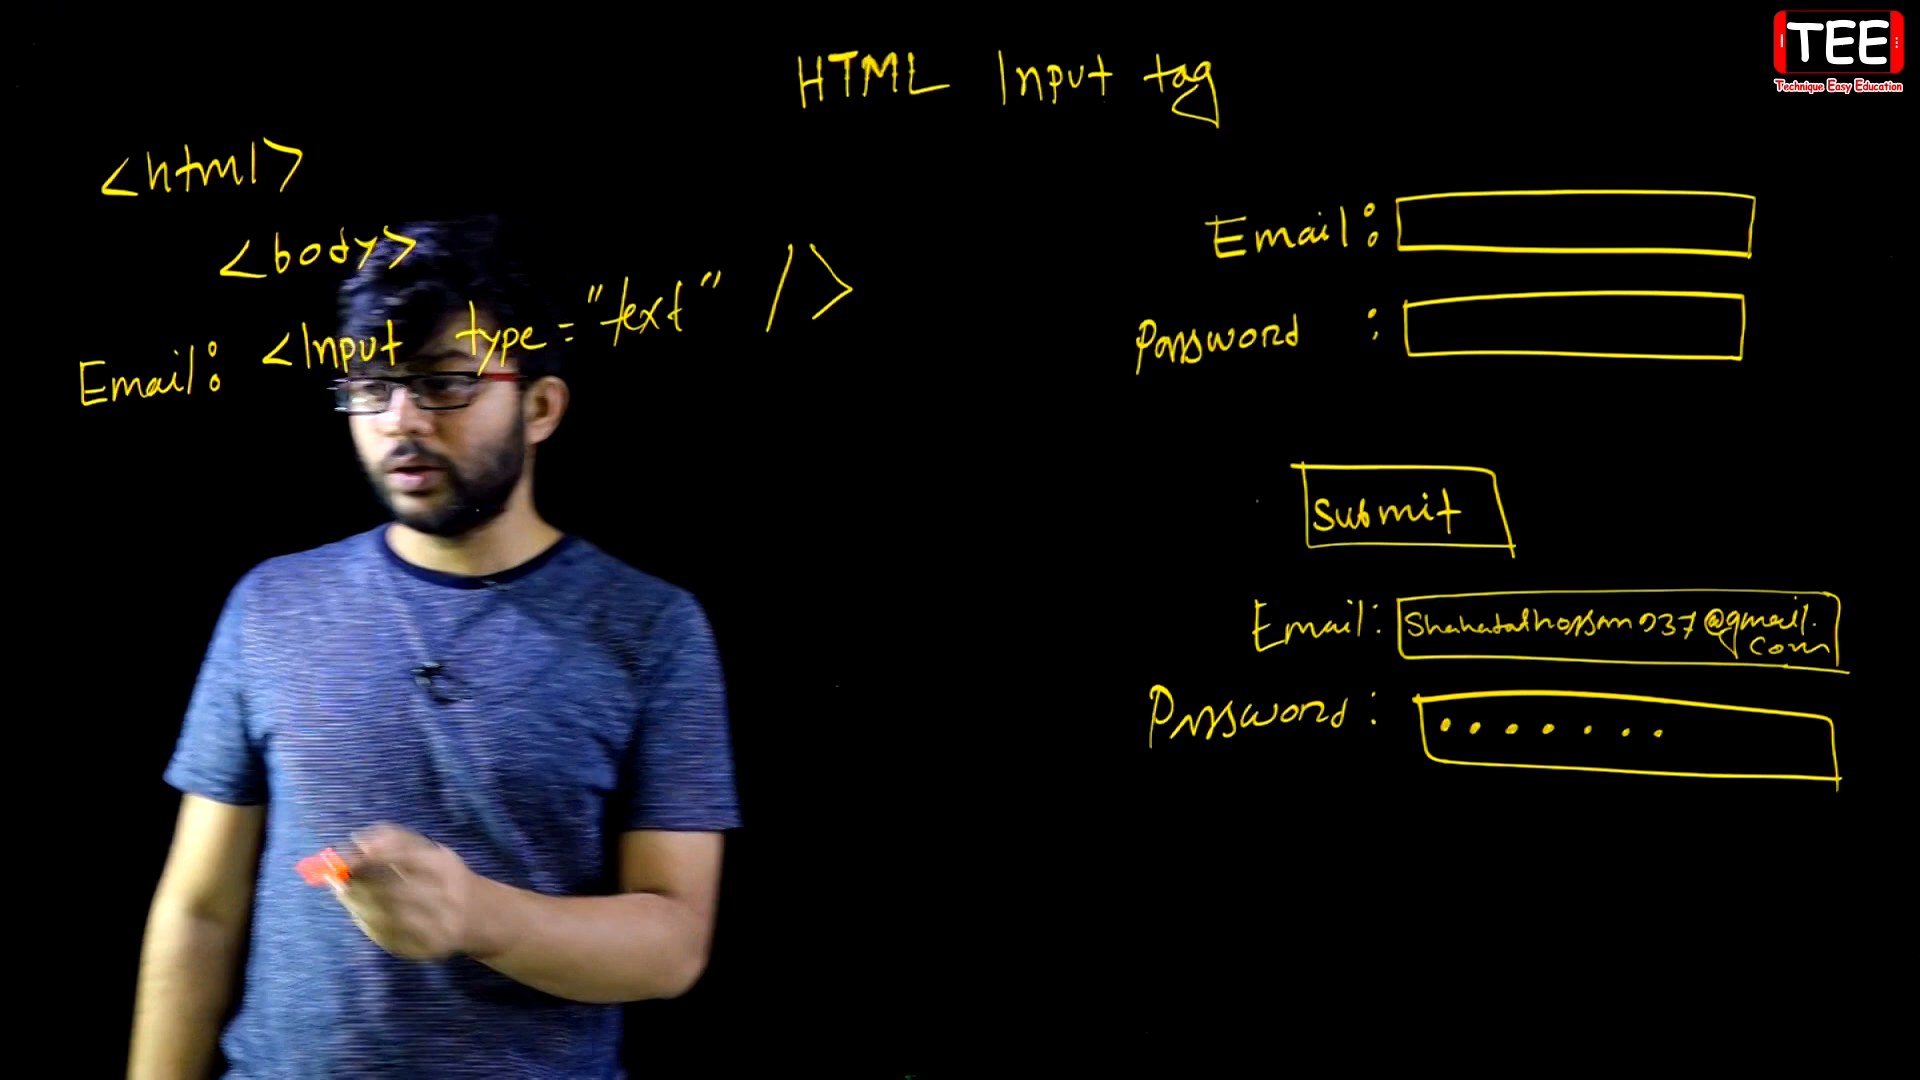 HTML Input tag
TEE
Technique Easy Education
<html>
<body>
Email: <Input type="text" />
Email:
Password :
Submit
Email: @gmail.
com
Password :